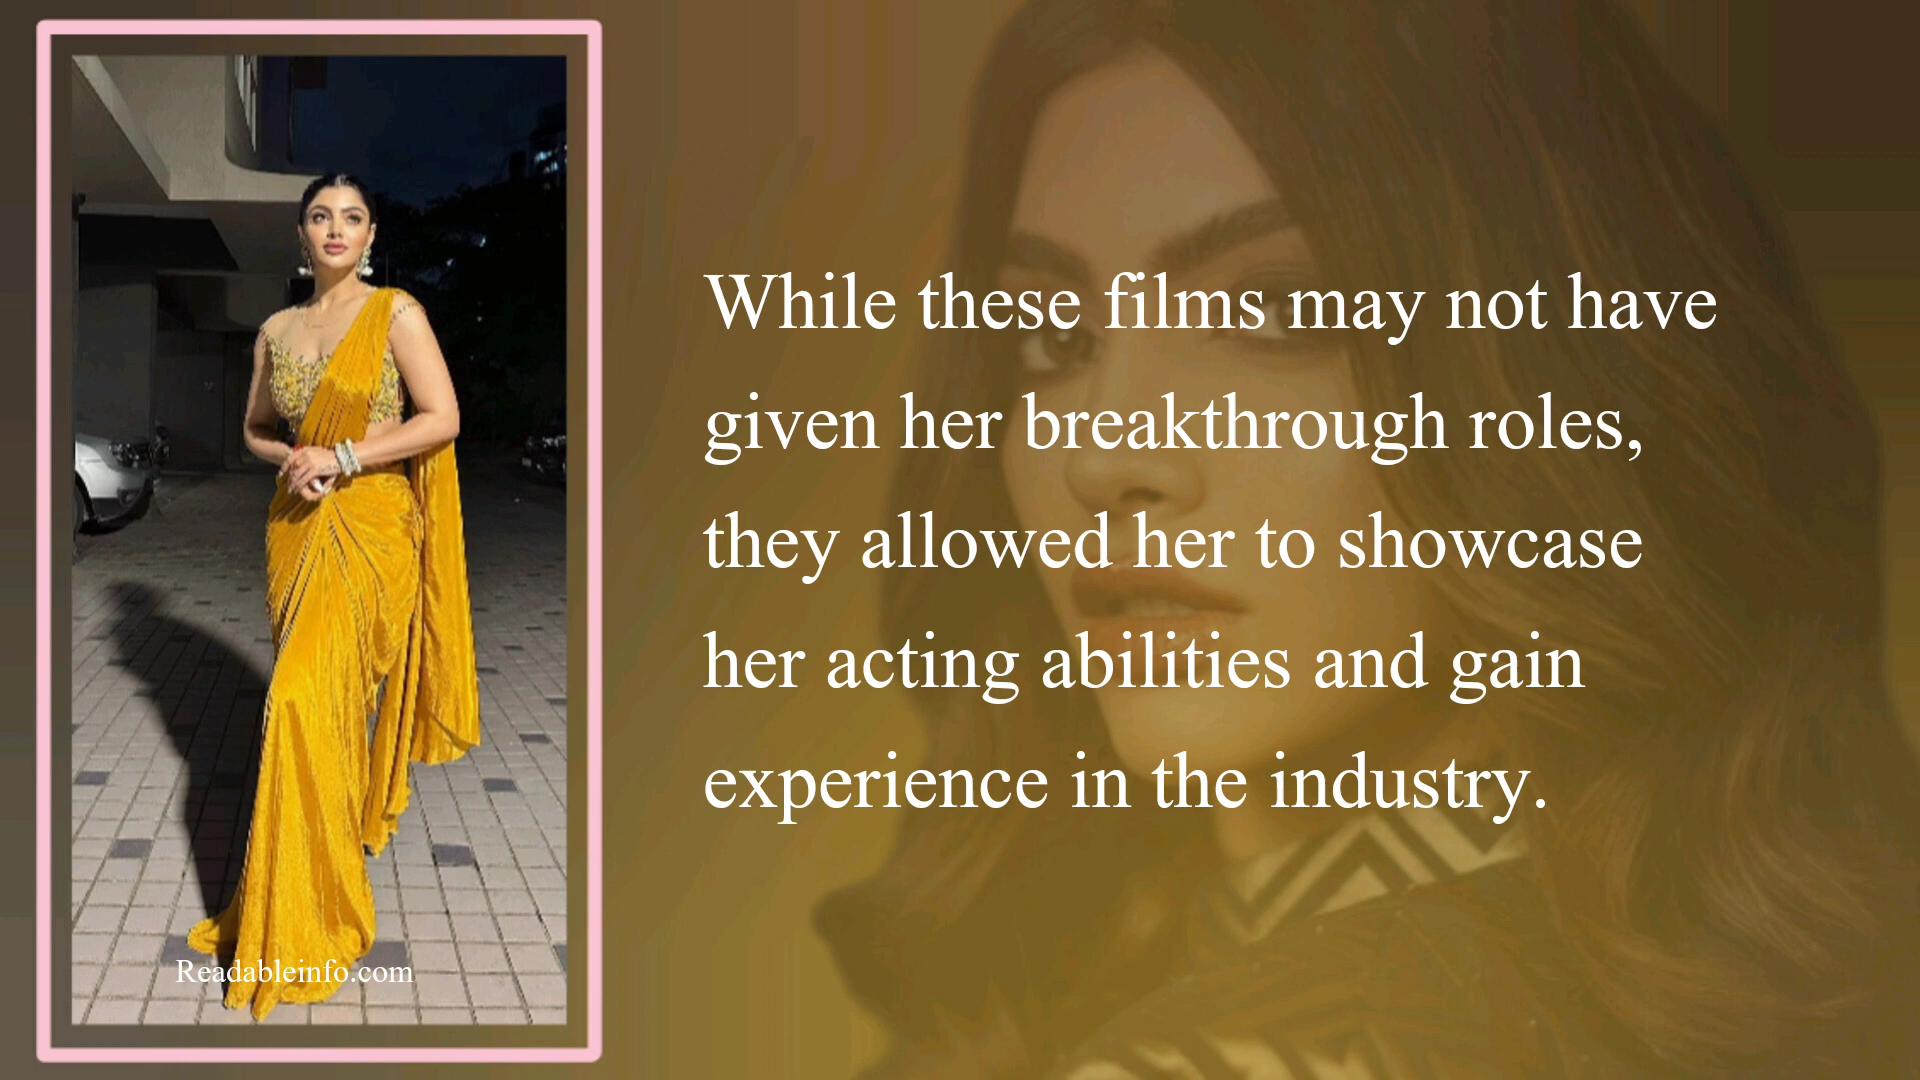 While these films may not have
given her breakthrough roles,
they allowed her to showcase
her acting abilities and gain
experience in the industry.
Readableinfo.com